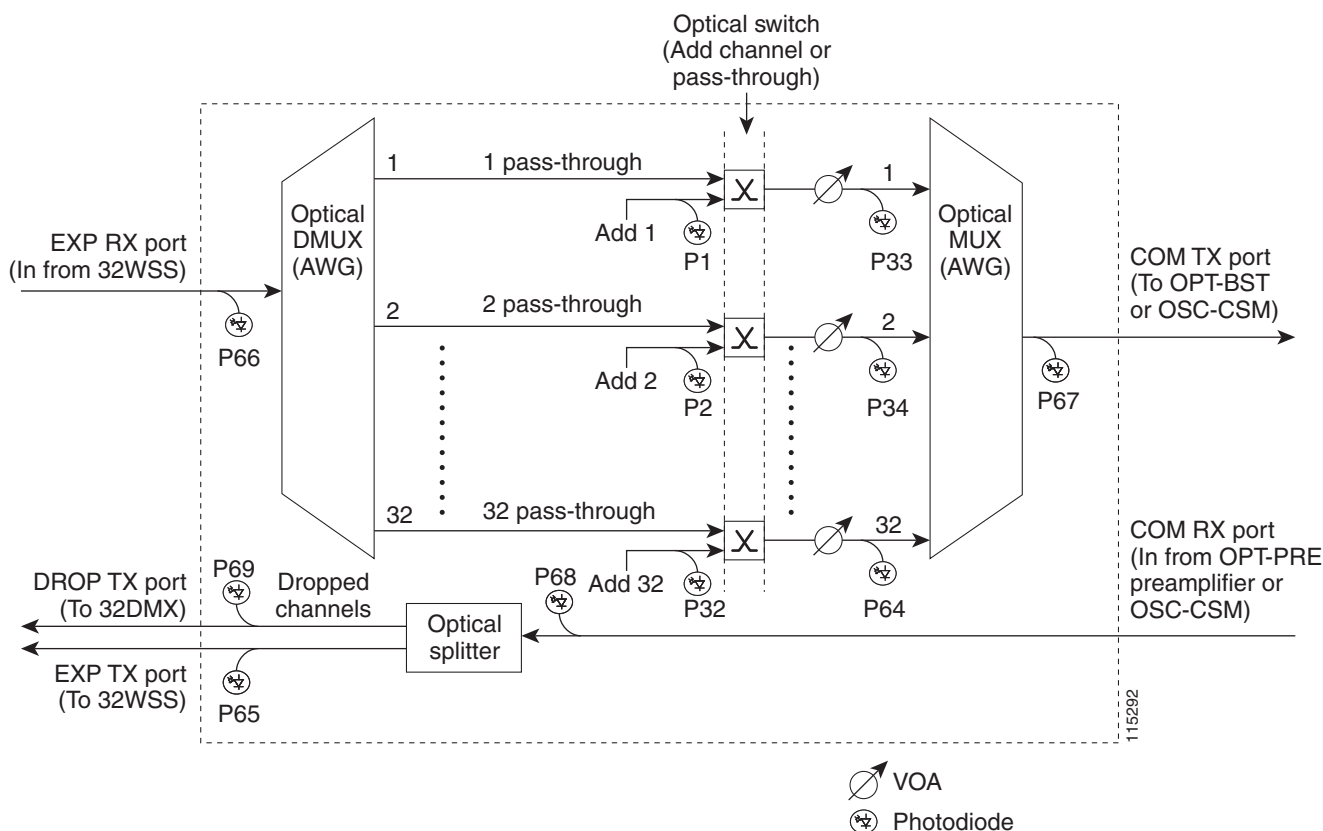 Optical switch
(Add channel or
pass-through)
1
1 pass-through
1
Optical
DMUX
(AWG)
Optical
MUX
(AWG)
Add 1
P1
P33
EXP RX port
(In from 32WSS)
COM TX port
(To OPT-BST
or OSC-CSM)
P66
2
2 pass-through
2
Add 2
P2
P34
P67
32
32 pass-through
32
Add 32
P32
P64
COM RX port
(In from OPT-PRE
preamplifier or
OSC-CSM)
DROP TX port
(To 32DMX)
P69
Dropped
channels
P68
Optical
splitter
EXP TX port
(To 32WSS)
P65
115292
VOA
Photodiode